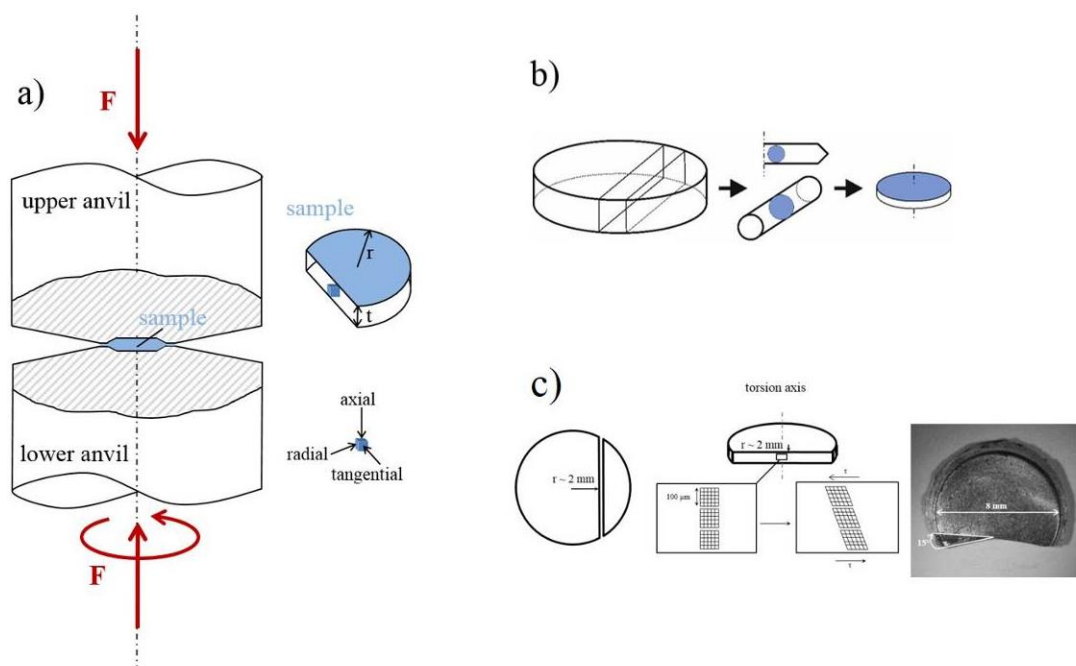 a)
F
upper anvil
sample
lower anvil
F
sample
r
t
axial
radial
tangential
b)
c)
r ~ 2 mm
torsion axis
r ~ 2 mm
100 µm
τ
τ
8 mm
15°